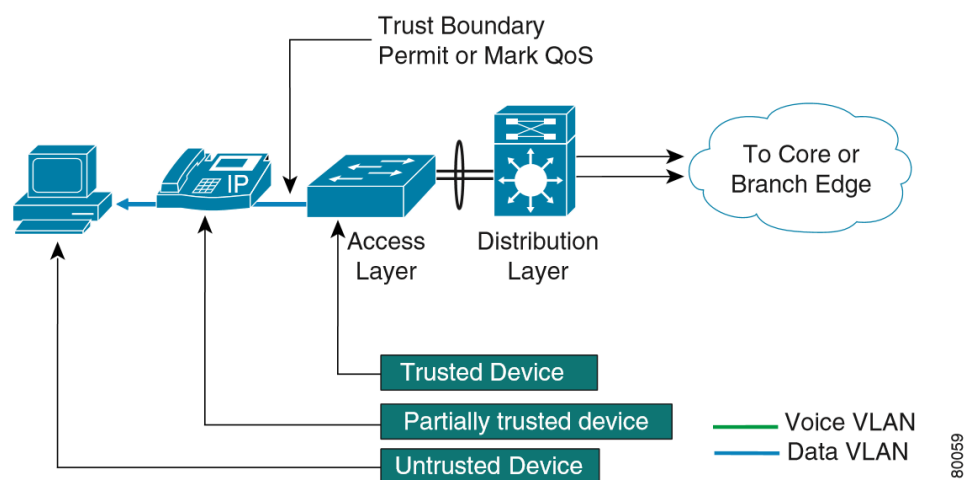 Trust Boundary
Permit or Mark QoS
IP
To Core or
Branch Edge
Access
Layer
Distribution
Layer
Trusted Device
Partially trusted device
Untrusted Device
Voice VLAN
Data VLAN
80059